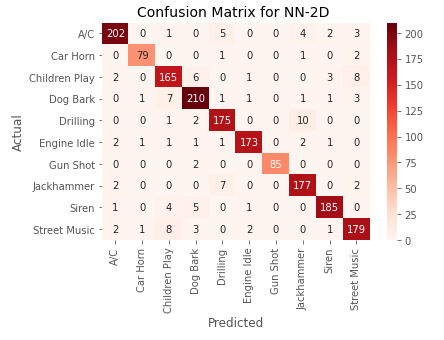 Confusion Matrix for NN-2D
Actual
A/C 202 0 1 0 5 0 0 4 2 3
Car Horn 0 79 0 0 1 0 0 1 0 2
Children Play 2 0 165 6 0 1 0 0 3 8
Dog Bark 0 1 7 210 1 1 0 1 1 3
Drilling 0 0 1 2 175 0 0 10 0 0
Engine Idle 2 1 1 1 1 173 0 2 1 0
Gun Shot 0 0 0 2 0 0 85 0 0 0
Jackhammer 2 0 0 0 7 0 0 177 0 2
Siren 1 0 4 5 0 1 0 0 185 0
Street Music 2 1 8 3 0 2 0 0 1 179
A/C
Car Horn
Children Play
Dog Bark
Drilling
Engine Idle
Gun Shot
Jackhammer
Siren
Street Music
Predicted
200
175
150
125
100
75
50
25
0